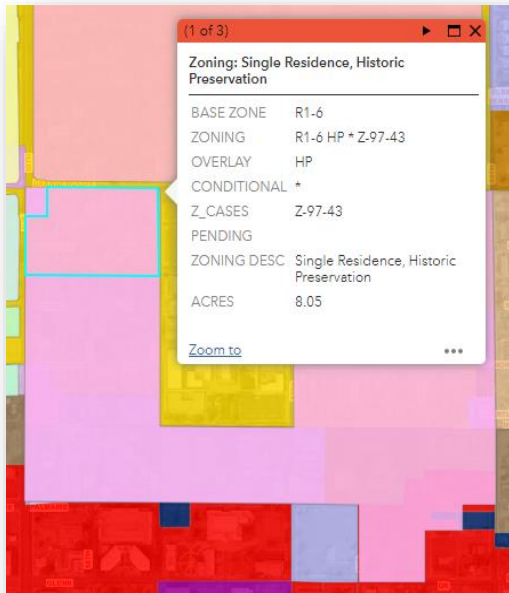 (1 of 3)
Zoning: Single Residence, Historic
Preservation
BASE ZONE R1-6
ZONING R1-6 HP * Z-97-43
OVERLAY HP
CONDITIONAL *
Z_CASES Z-97-43
PENDING
ZONING DESC Single Residence, Historic
Preservation
ACRES 8.05
Zoom to